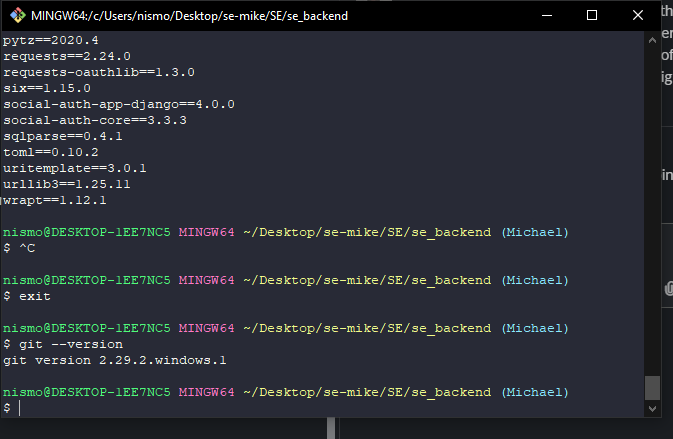 MINGW64:/c/Users/nismo/Desktop/se-mike/SE/se_backend
pytz==2020.4
requests==2.24.0
requests-oauthlib==1.3.0
six==1.15.0
social-auth-app-django==4.0.0
social-auth-core==3.3.3
sqlparse==0.4.1
toml==0.10.2
uritemplate==3.0.1
urllib3==1.25.11
wrapt==1.12.1
nismo@DESKTOP-1EE7NC5 MINGW64 ~/Desktop/se-mike/SE/se_backend (Michael)
$ ^C
nismo@DESKTOP-1EE7NC5 MINGW64 ~/Desktop/se-mike/SE/se_backend (Michael)
$ exit
nismo@DESKTOP-1EE7NC5 MINGW64 ~/Desktop/se-mike/SE/se_backend (Michael)
$ git --version
git version 2.29.2.windows.1
nismo@DESKTOP-1EE7NC5 MINGW64 ~/Desktop/se-mike/SE/se_backend (Michael)
$